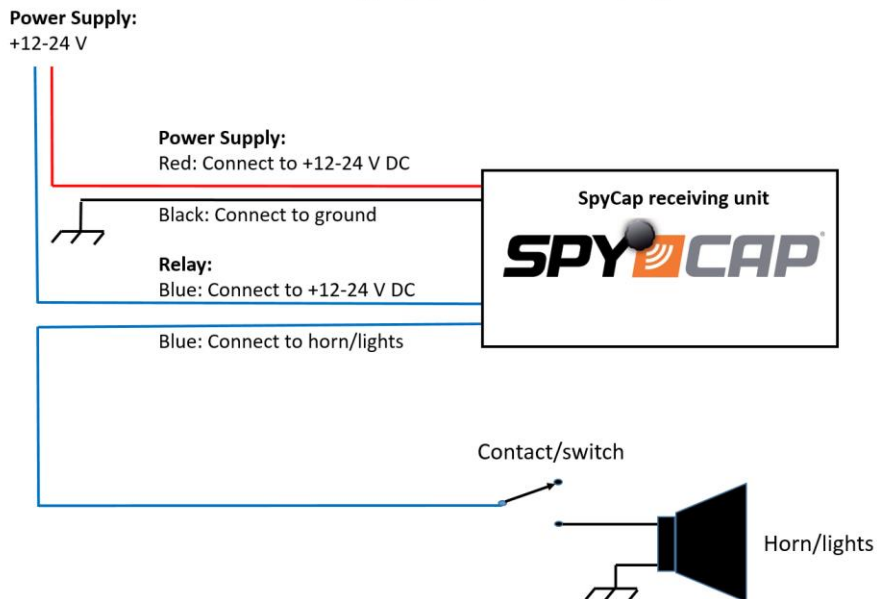 Power Supply:
+12-24 V
Power Supply:
Red: Connect to +12-24 V DC
Black: Connect to ground
SpyCap receiving unit
SPY CAP
Relay:
Blue: Connect to +12-24 V DC
Blue: Connect to horn/lights
Contact/switch
Horn/lights